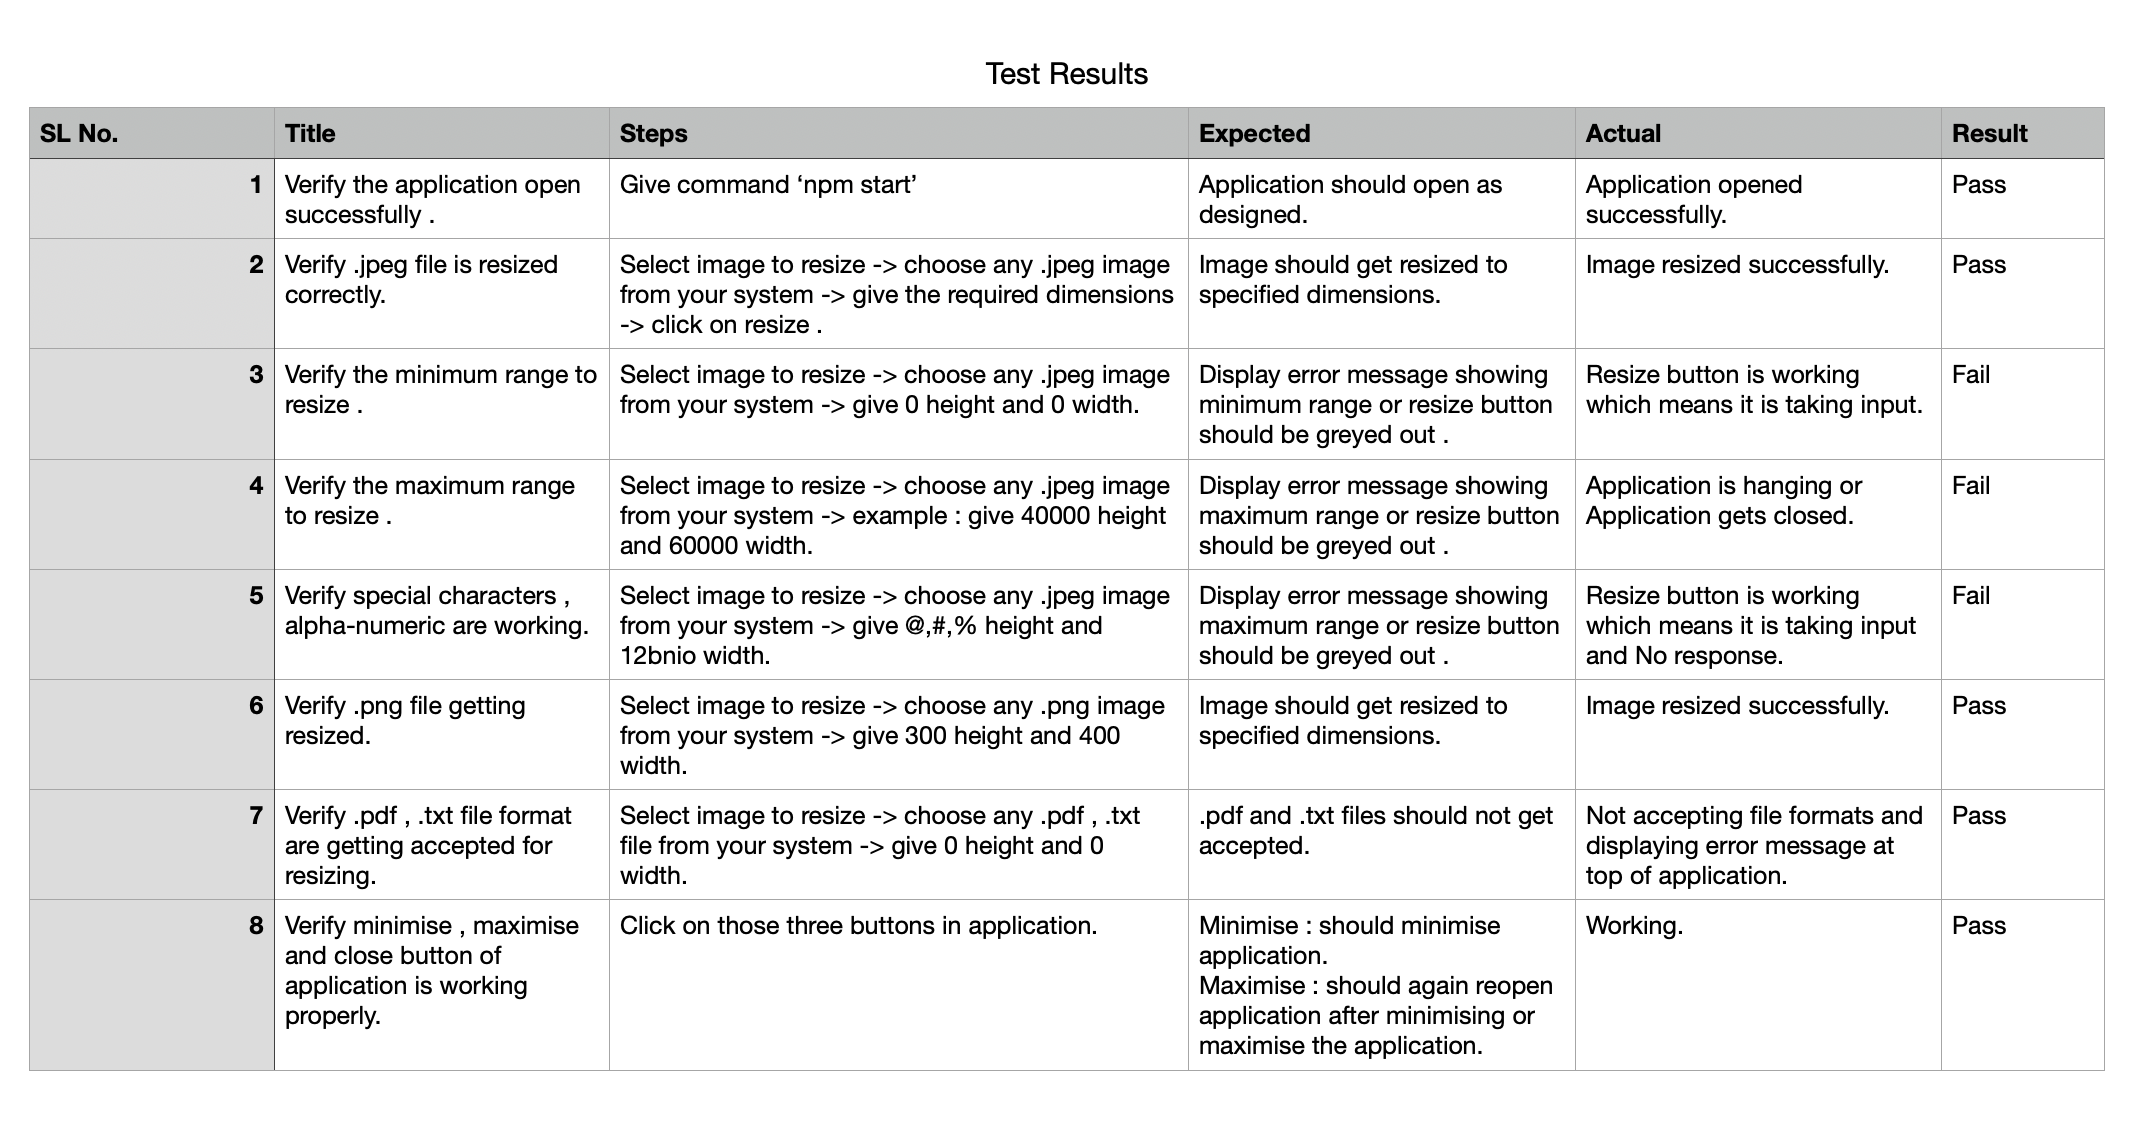 Test Results
SL No. Title Steps Expected Actual Result
1 Verify the application open Give command ‘npm start’ Application should open as Application opened Pass
successfully . designed. successfully.
2 Verify .jpeg file is resized Select image to resize -> choose any .jpeg image Image should get resized to Image resized successfully. Pass
correctly. from your system -> give the required dimensions specified dimensions.
-> click on resize .
3 Verify the minimum range to Select image to resize -> choose any .jpeg image Display error message showing Resize button is working Fail
resize . from your system -> give 0 height and 0 width. minimum range or resize button which means it is taking input.
should be greyed out .
4 Verify the maximum range Select image to resize -> choose any .jpeg image Display error message showing Application is hanging or Fail
to resize . from your system -> example : give 40000 height maximum range or resize button Application gets closed.
and 60000 width. should be greyed out .
5 Verify special characters , Select image to resize -> choose any .jpeg image Display error message showing Resize button is working Fail
alpha-numeric are working. from your system -> give @,#,% height and maximum range or resize button which means it is taking input
12bnio width. should be greyed out . and No response.
6 Verify .png file getting Select image to resize -> choose any .png image Image should get resized to Image resized successfully. Pass
resized. from your system -> give 300 height and 400 specified dimensions.
width.
7 Verify .pdf , .txt file format Select image to resize -> choose any .pdf , .txt .pdf and .txt files should not get Not accepting file formats and Pass
are getting accepted for file from your system -> give 0 height and 0 accepted. displaying error message at
resizing. width. top of application.
8 Verify minimise , maximise Click on those three buttons in application. Minimise : should minimise Working. Pass
and close button of application.
application is working Maximise : should again reopen
properly. application after minimising or
maximise the application.